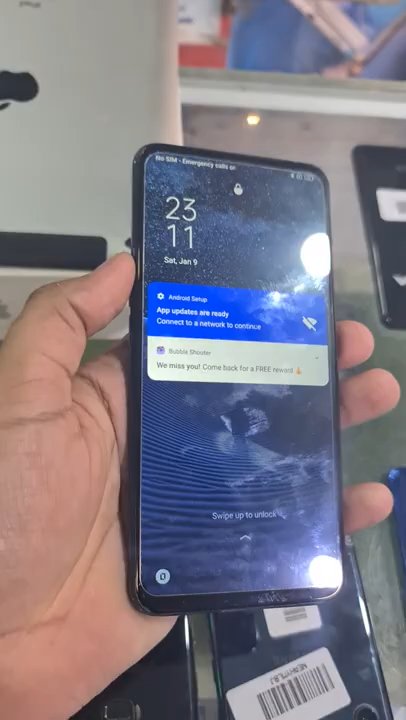 No SIM - Emergency calls on
23
11
Sat, Jan 9
Android Setup
App updates are ready
Connect to a network to continue
Bubble Shooter
We miss you! Come back for a FREE reward 👍
Swipe up to unlock